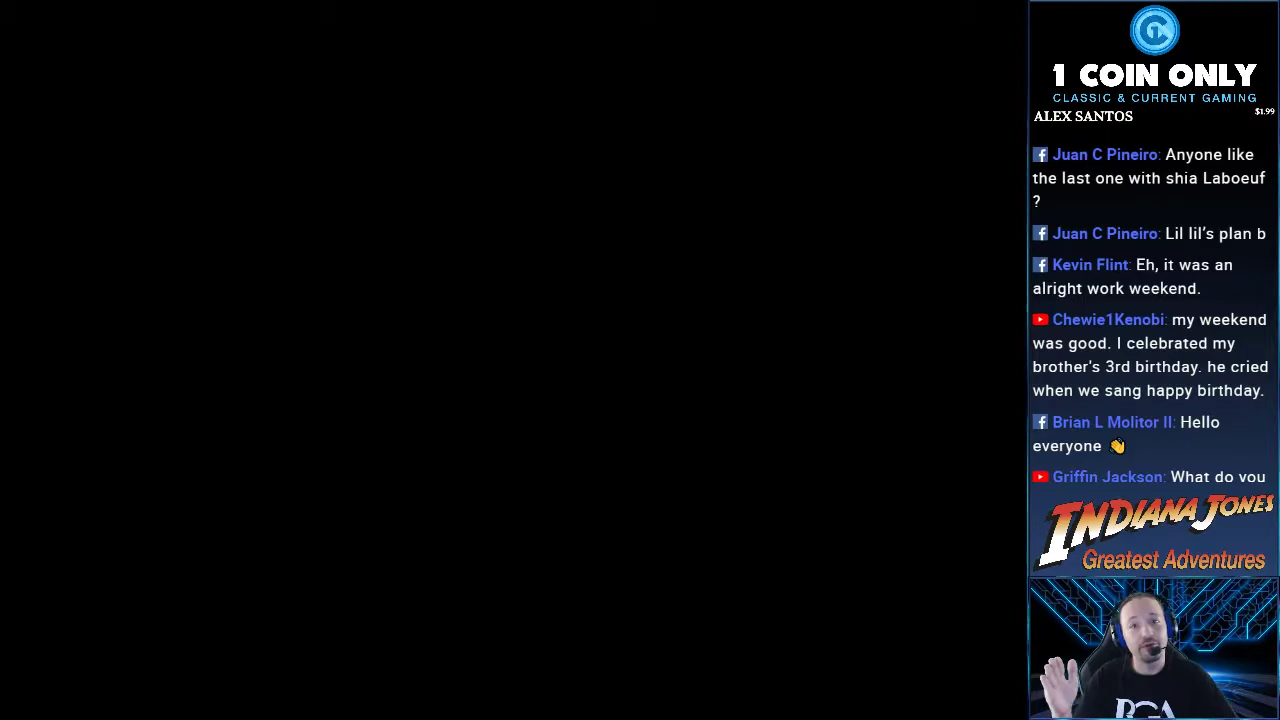 1 COIN ONLY
CLASSIC & CURRENT GAMING
ALEX SANTOS $1.99
Juan C Pineiro: Anyone like
the last one with shia Laboeuf
?
Juan C Pineiro: Lil lil's plan b
Kevin Flint: Eh, it was an
alright work weekend.
Chewie1Kenobi: my weekend
was good. I celebrated my
brother's 3rd birthday. he cried
when we sang happy birthday.
Brian L Molitor II: Hello
everyone 👋
Griffin Jackson: What do you
INDIANA JONES
Greatest Adventures